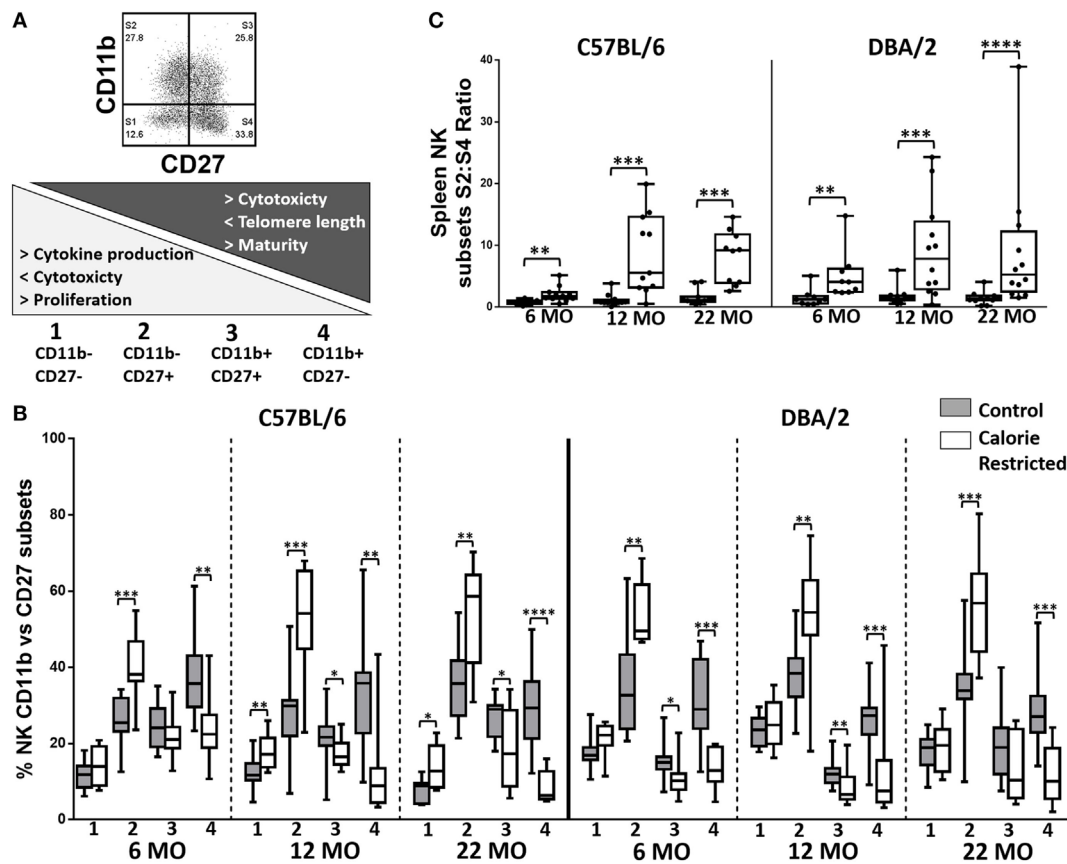 A
S2
27.8
S3
25.8
CD11b
S1
12.6
S4
33.8
CD27
> Cytotoxicty
< Telomere length
> Maturity
> Cytokine production
< Cytotoxicty
> Proliferation
1 2 3 4
CD11b- CD11b- CD11b+ CD11b+
CD27- CD27+ CD27+ CD27-
C
C57BL/6 DBA/2
Spleen NK
subsets S2:S4 Ratio
40
30
20
10
0
** *** *** ** *** ****
6 MO 12 MO 22 MO 6 MO 12 MO 22 MO
B
C57BL/6 DBA/2
Control
Calorie
Restricted
% NK CD11b vs CD27 subsets
100
80
60
40
20
0
*** ** ** *** * ** * ** * **** ** * *** ** ** *** *** ***
1 2 3 4 1 2 3 4 1 2 3 4 1 2 3 4 1 2 3 4 1 2 3 4
6 MO 12 MO 22 MO 6 MO 12 MO 22 MO